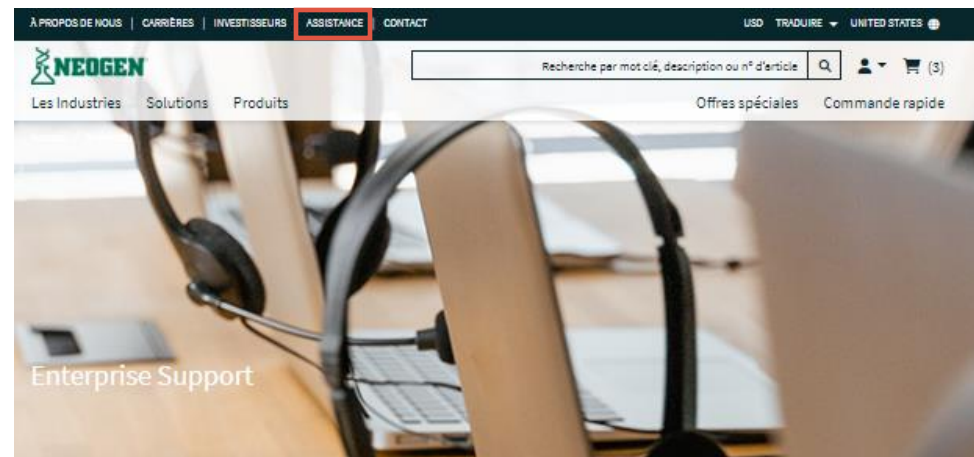 À PROPOS DE NOUS | CARRIÈRES | INVESTISSEURS | ASSISTANCE | CONTACT USD TRADUIRE UNITED STATES
NEOGEN Recherche par mot clé, description ou n° d'article (3)
Les Industries Solutions Produits Offres spéciales Commande rapide
Enterprise Support